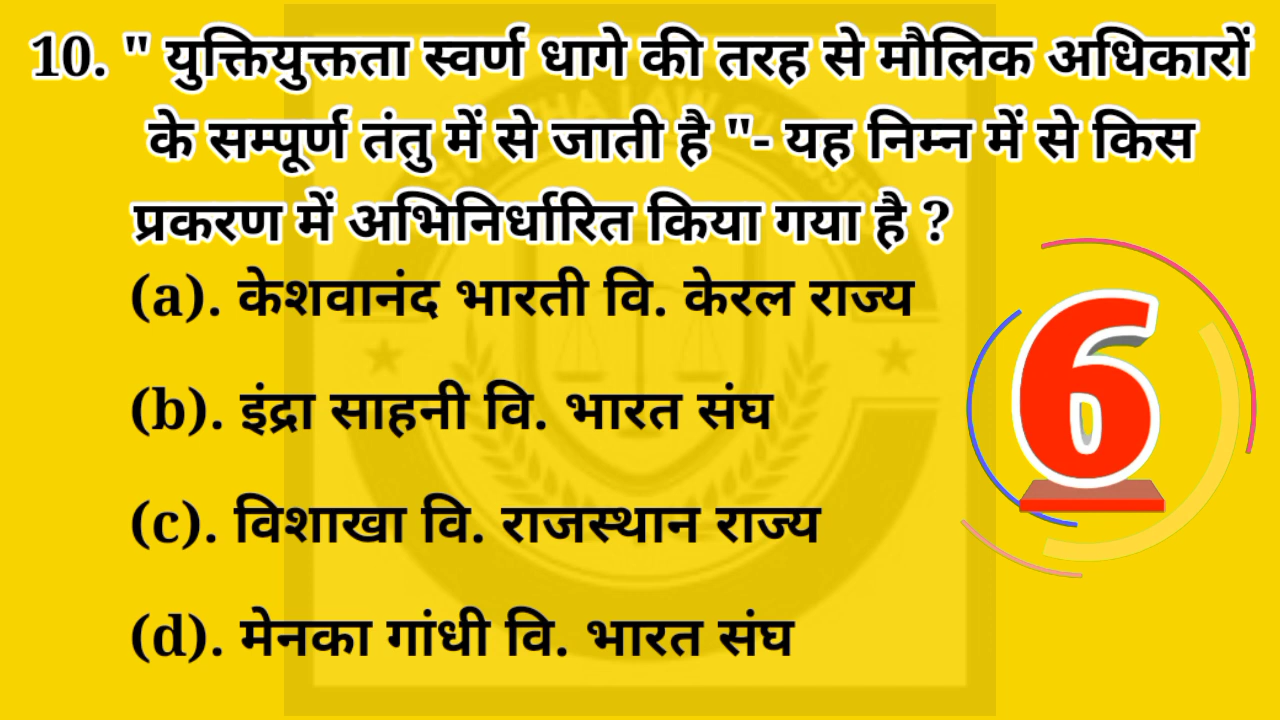 10. " युक्तियुक्तता स्वर्ण धागे की तरह से मौलिक अधिकारों
के सम्पूर्ण तंतु में से जाती है "- यह निम्न में से किस
प्रकरण में अभिनिर्धारित किया गया है ?
(a). केशवानंद भारती वि. केरल राज्य
(b). इंद्रा साहनी वि. भारत संघ
6
(c). विशाखा वि. राजस्थान राज्य
(d). मेनका गांधी वि. भारत संघ